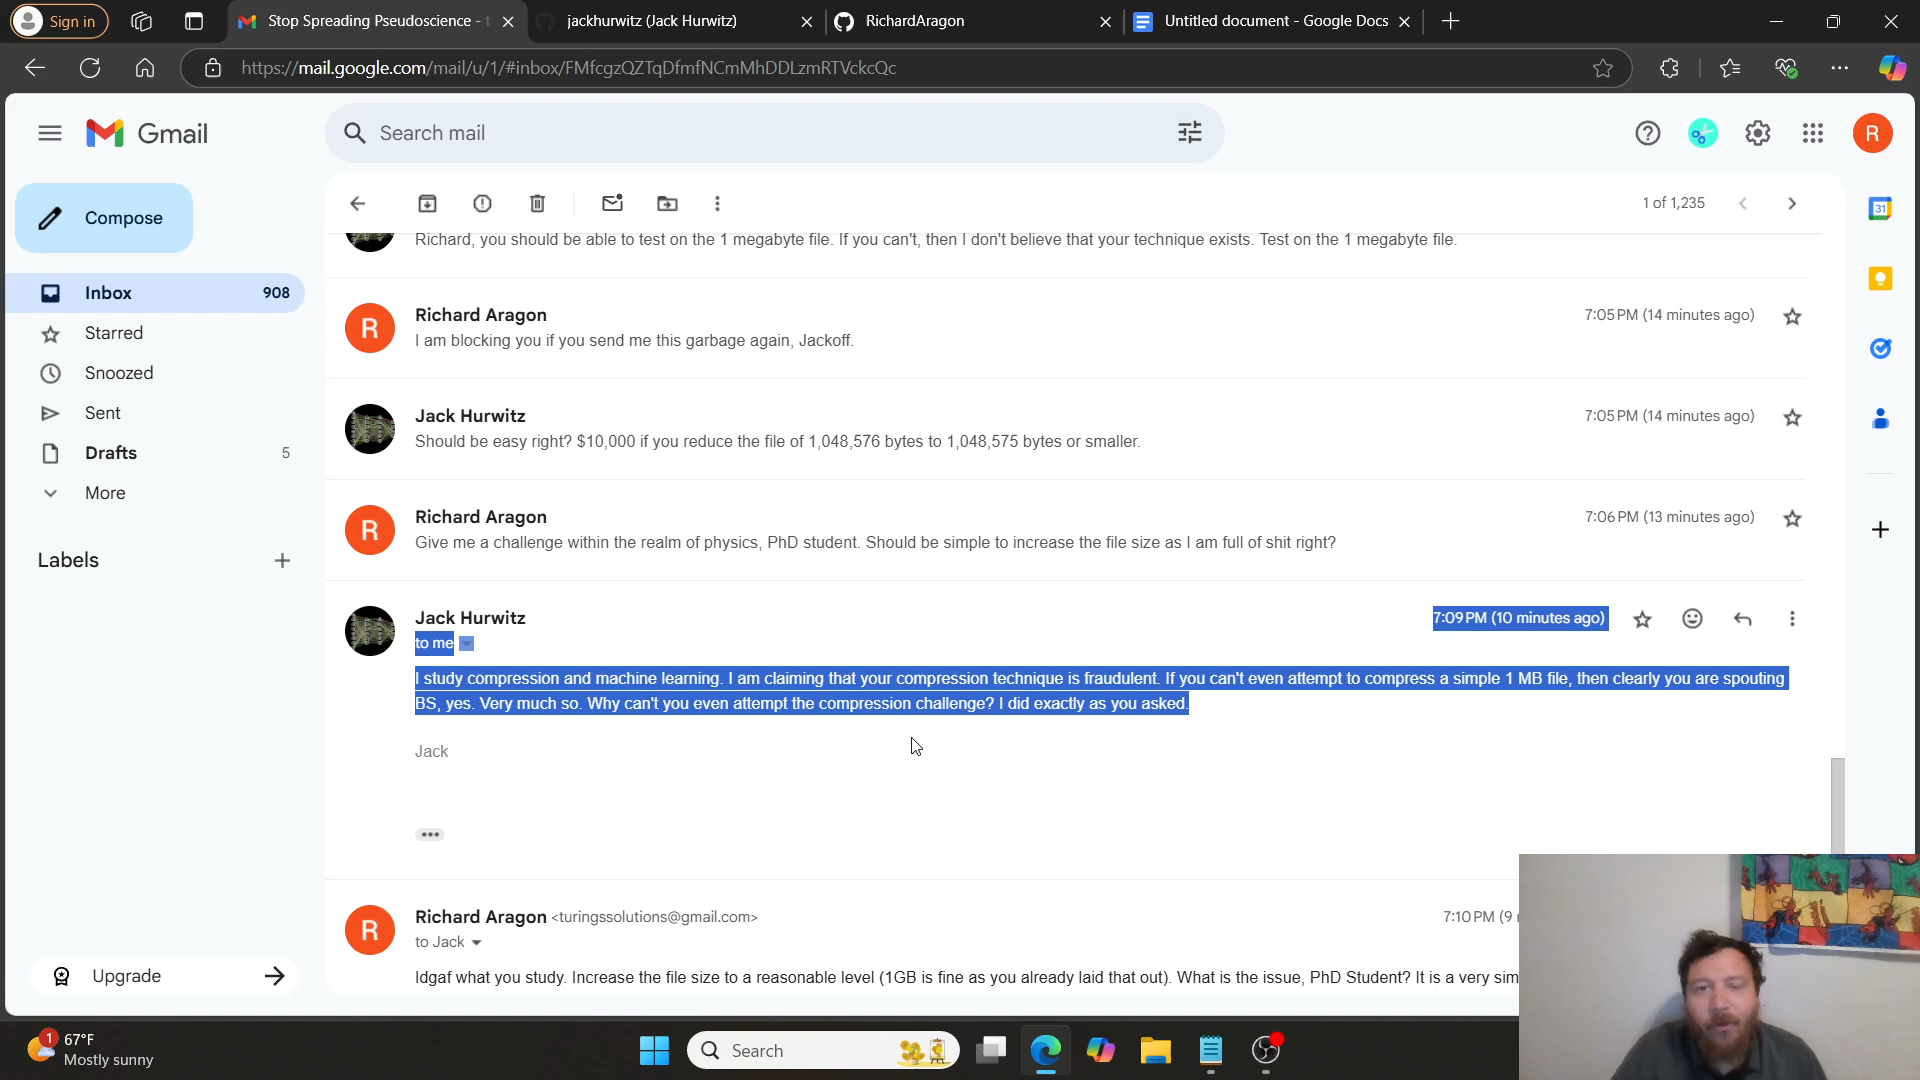 Sign in
Stop Spreading Pseudoscience - t
jackhurwitz (Jack Hurwitz)
RichardAragon
Untitled document - Google Docs
https://mail.google.com/mail/u/1/#inbox/FMfcgzQZTqDfmfNCmMhDDLzmRTVckcQc
Gmail
Search mail
R
Compose
1 of 1,235
31
Richard, you should be able to test on the 1 megabyte file. If you can't, then I don't believe that your technique exists. Test on the 1 megabyte file.
Inbox 908
Starred
Snoozed
Sent
Drafts 5
More
Labels
R
Richard Aragon 7:05 PM (14 minutes ago)
I am blocking you if you send me this garbage again, Jackoff.
Jack Hurwitz 7:05 PM (14 minutes ago)
Should be easy right? $10,000 if you reduce the file of 1,048,576 bytes to 1,048,575 bytes or smaller.
R
Richard Aragon 7:06 PM (13 minutes ago)
Give me a challenge within the realm of physics, PhD student. Should be simple to increase the file size as I am full of shit right?
Jack Hurwitz 7:09 PM (10 minutes ago)
to me
I study compression and machine learning. I am claiming that your compression technique is fraudulent. If you can't even attempt to compress a simple 1 MB file, then clearly you are spouting
BS, yes. Very much so. Why can't you even attempt the compression challenge? I did exactly as you asked.
Jack
R
Richard Aragon <turingssolutions@gmail.com> 7:10 PM (9
to Jack
Idgaf what you study. Increase the file size to a reasonable level (1GB is fine as you already laid that out). What is the issue, PhD Student? It is a very sim
Upgrade
1
67°F
Mostly sunny
Search